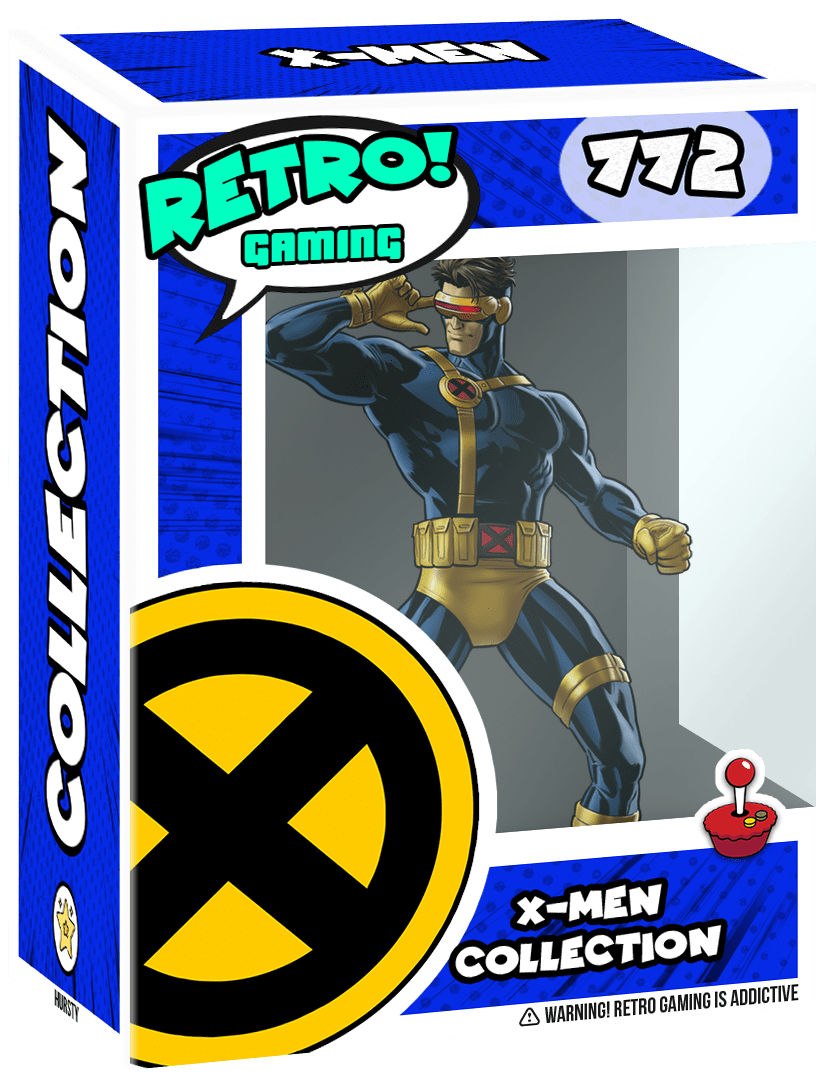 X-MEN
RETRO!
GAMING
772
COLLECTION
X-MEN
COLLECTION
HURSTY
WARNING! RETRO GAMING IS ADDICTIVE